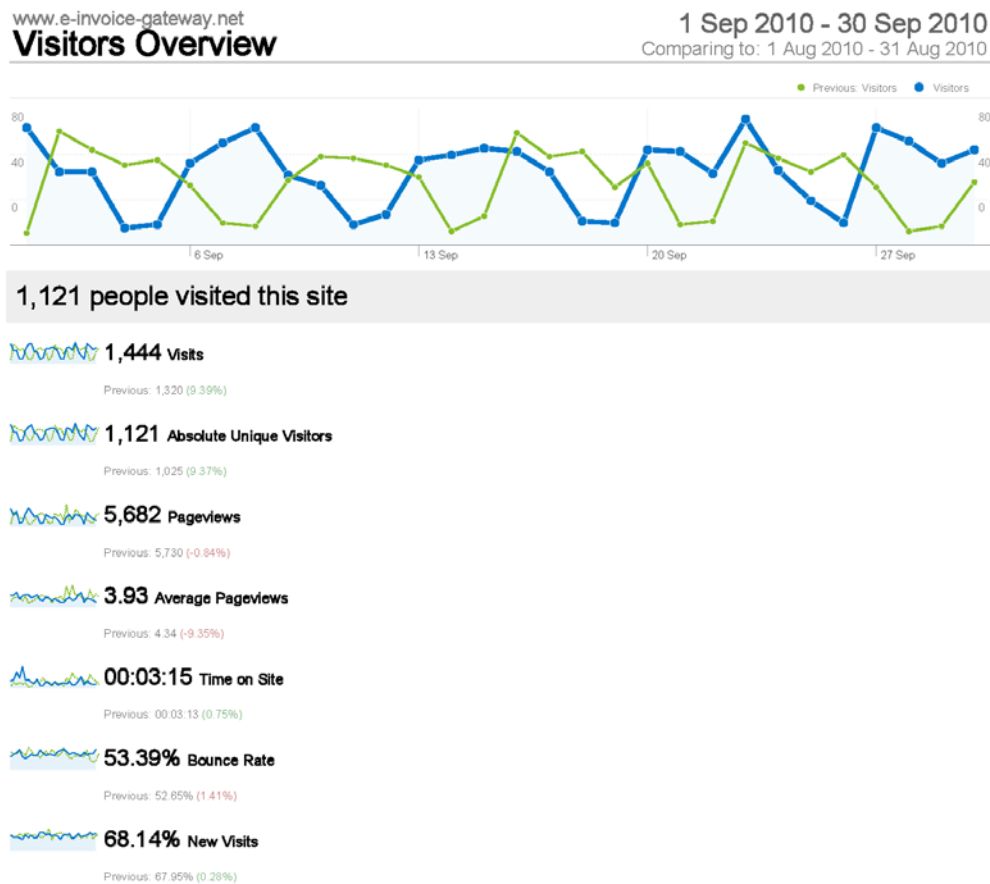 www.e-invoice-gateway.net
Visitors Overview
1 Sep 2010 - 30 Sep 2010
Comparing to: 1 Aug 2010 - 31 Aug 2010
Previous: Visitors Visitors
80 80
40 40
0 0
6 Sep 13 Sep 20 Sep 27 Sep
1,121 people visited this site
1,444 Visits
Previous: 1,320 (9.39%)
1,121 Absolute Unique Visitors
Previous: 1,025 (9.37%)
5,682 Pageviews
Previous: 5,730 (-0.84%)
3.93 Average Pageviews
Previous: 4.34 (-9.35%)
00:03:15 Time on Site
Previous: 00:03:13 (0.75%)
53.39% Bounce Rate
Previous: 52.65% (1.41%)
68.14% New Visits
Previous: 67.95% (0.28%)